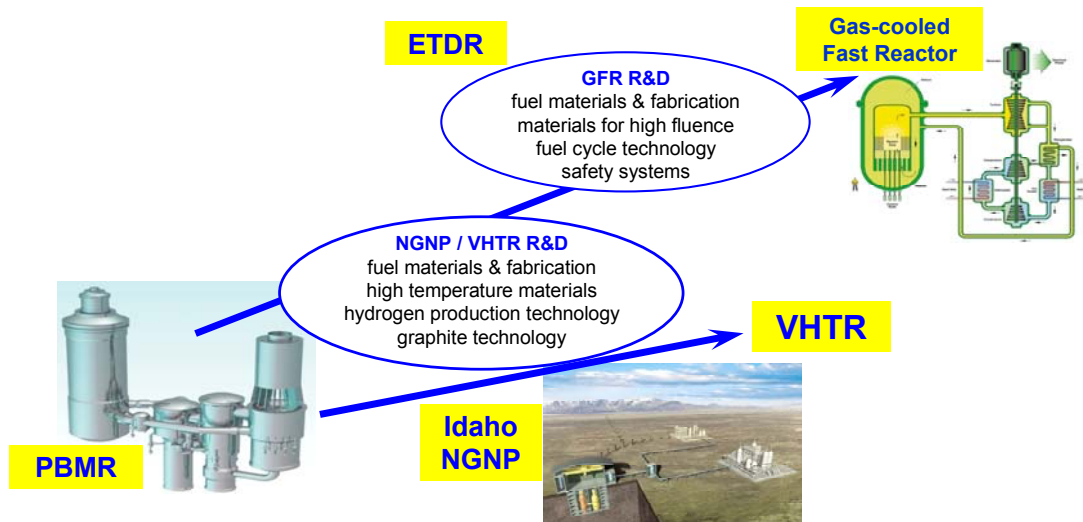 ETDR
Gas-cooled
Fast Reactor
GFR R&D
fuel materials & fabrication
materials for high fluence
fuel cycle technology
safety systems
NGNP / VHTR R&D
fuel materials & fabrication
high temperature materials
hydrogen production technology
graphite technology
VHTR
Idaho
NGNP
PBMR